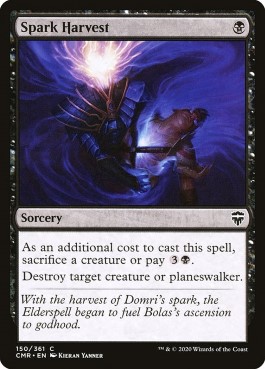 Spark Harvest
Sorcery
As an additional cost to cast this spell,
sacrifice a creature or pay 3.
Destroy target creature or planeswalker.
With the harvest of Domri's spark, the
Elderspell began to fuel Bolas's ascension
to godhood.
150/361 C
CMR • EN KIERAN YANNER
™ & © 2020 Wizards of the Coast